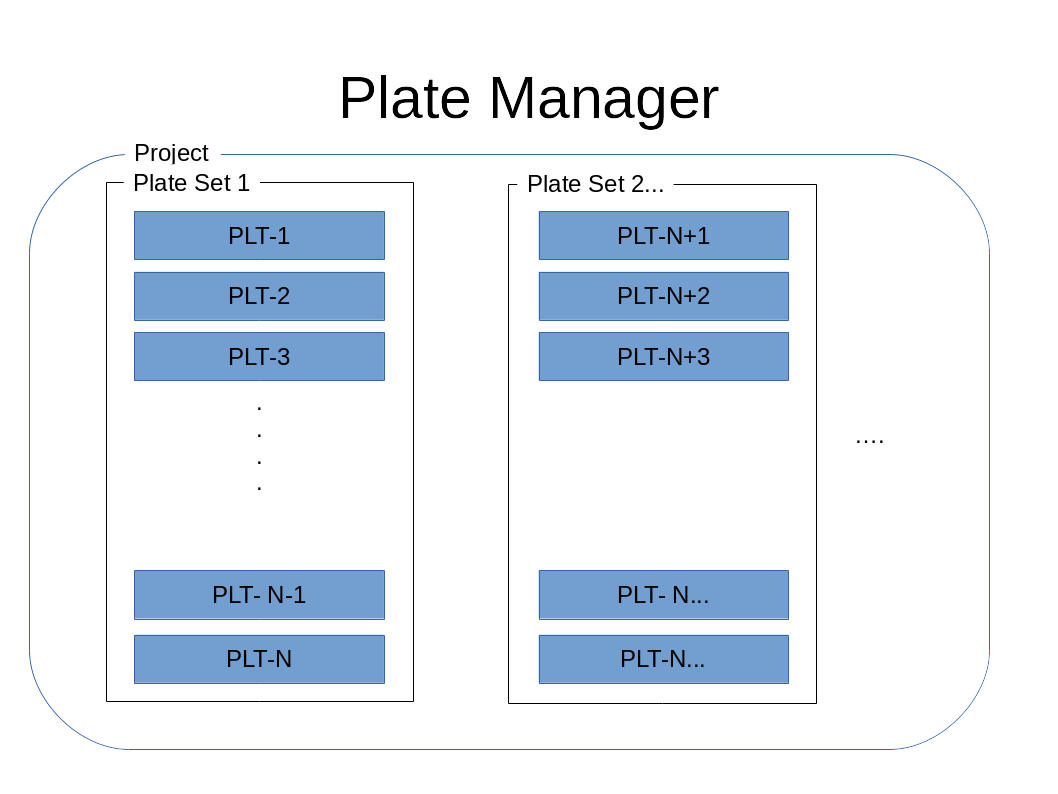 Plate Manager
Project
Plate Set 1
PLT-1
PLT-2
PLT-3
.
.
.
.
PLT- N-1
PLT-N
Plate Set 2...
PLT-N+1
PLT-N+2
PLT-N+3
PLT- N...
PLT-N...
....